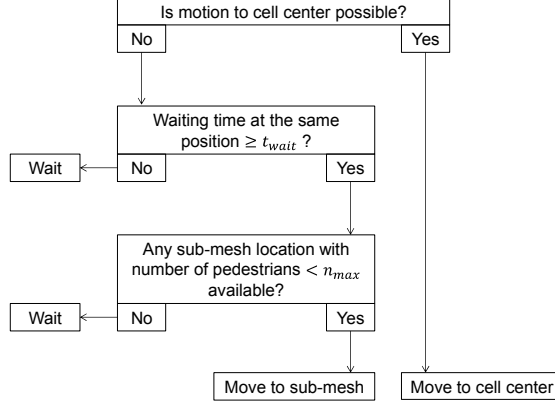 Is motion to cell center possible?
No
Yes
Waiting time at the same
position ≥ t_wait ?
Wait
No
Yes
Any sub-mesh location with
number of pedestrians < n_max
available?
Wait
No
Yes
Move to sub-mesh
Move to cell center